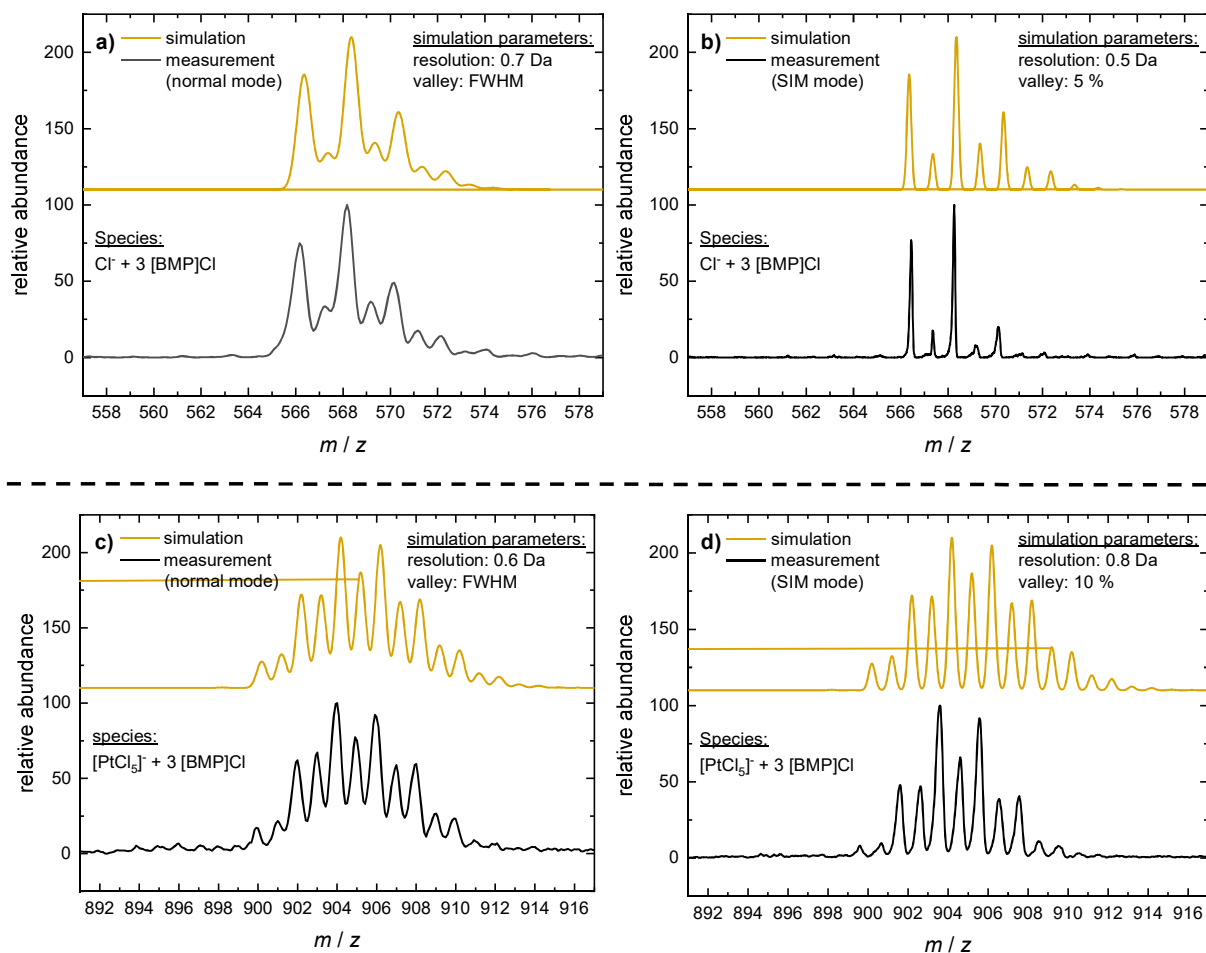 a)
simulation
measurement
(normal mode)
simulation parameters:
resolution: 0.7 Da
valley: FWHM
Species:
Cl⁻ + 3 [BMP]Cl
relative abundance
200
150
100
50
0
558 560 562 564 566 568 570 572 574 576 578
m / z
b)
simulation
measurement
(SIM mode)
simulation parameters:
resolution: 0.5 Da
valley: 5 %
Species:
Cl⁻ + 3 [BMP]Cl
relative abundance
200
150
100
50
0
558 560 562 564 566 568 570 572 574 576 578
m / z
c)
simulation
measurement
(normal mode)
simulation parameters:
resolution: 0.6 Da
valley: FWHM
species:
[PtCl₅]⁻ + 3 [BMP]Cl
relative abundance
200
150
100
50
0
892 894 896 898 900 902 904 906 908 910 912 914 916
m / z
d)
simulation
measurement
(SIM mode)
simulation parameters:
resolution: 0.8 Da
valley: 10 %
Species:
[PtCl₅]⁻ + 3 [BMP]Cl
relative abundance
200
150
100
50
0
892 894 896 898 900 902 904 906 908 910 912 914 916
m / z